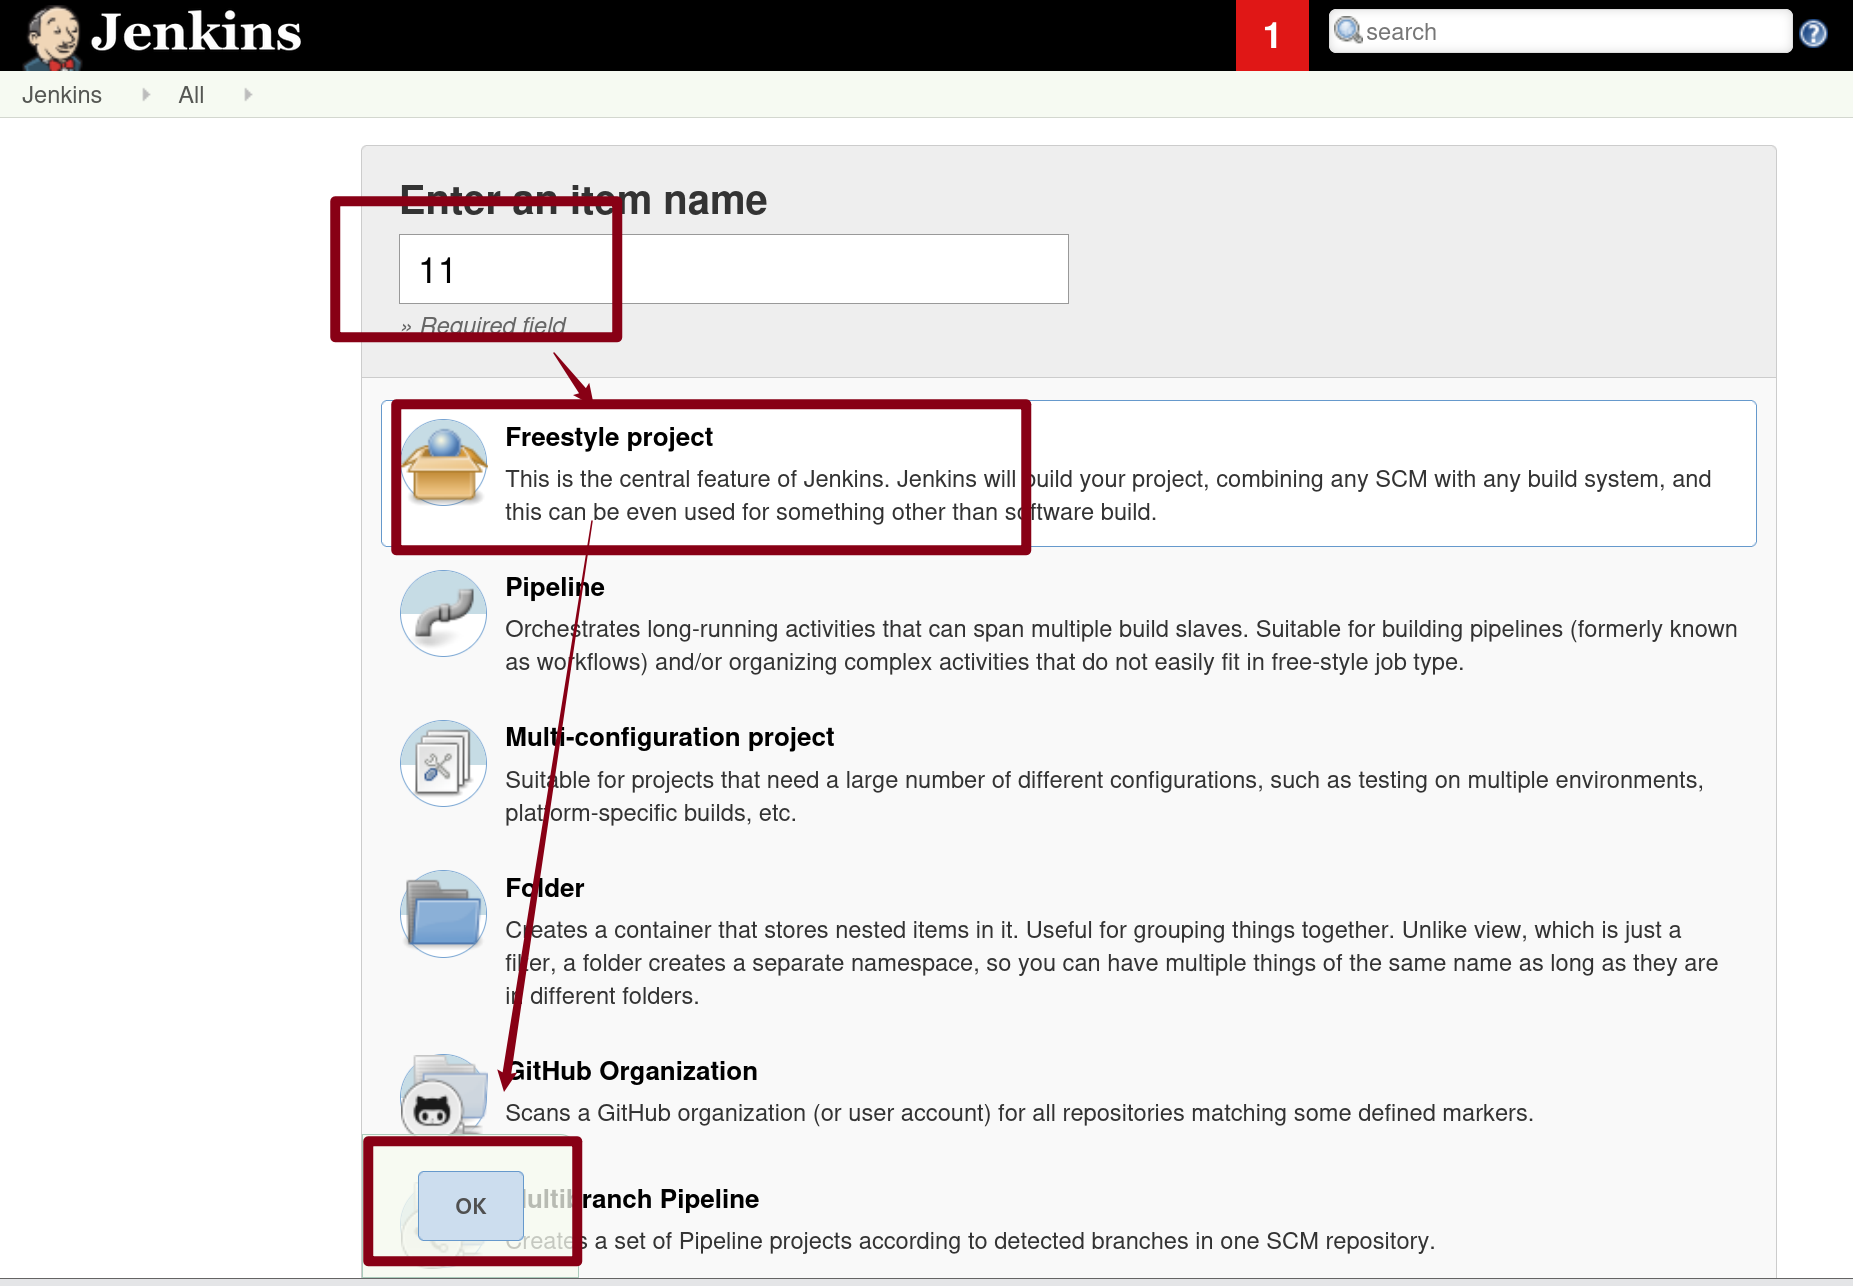 Jenkins
1
search
?
Jenkins
All
Enter an item name
11
» Required field
Freestyle project
This is the central feature of Jenkins. Jenkins will build your project, combining any SCM with any build system, and
this can be even used for something other than software build.
Pipeline
Orchestrates long-running activities that can span multiple build slaves. Suitable for building pipelines (formerly known
as workflows) and/or organizing complex activities that do not easily fit in free-style job type.
Multi-configuration project
Suitable for projects that need a large number of different configurations, such as testing on multiple environments,
platform-specific builds, etc.
Folder
Creates a container that stores nested items in it. Useful for grouping things together. Unlike view, which is just a
filter, a folder creates a separate namespace, so you can have multiple things of the same name as long as they are
in different folders.
GitHub Organization
Scans a GitHub organization (or user account) for all repositories matching some defined markers.
OK
Multibranch Pipeline
Creates a set of Pipeline projects according to detected branches in one SCM repository.